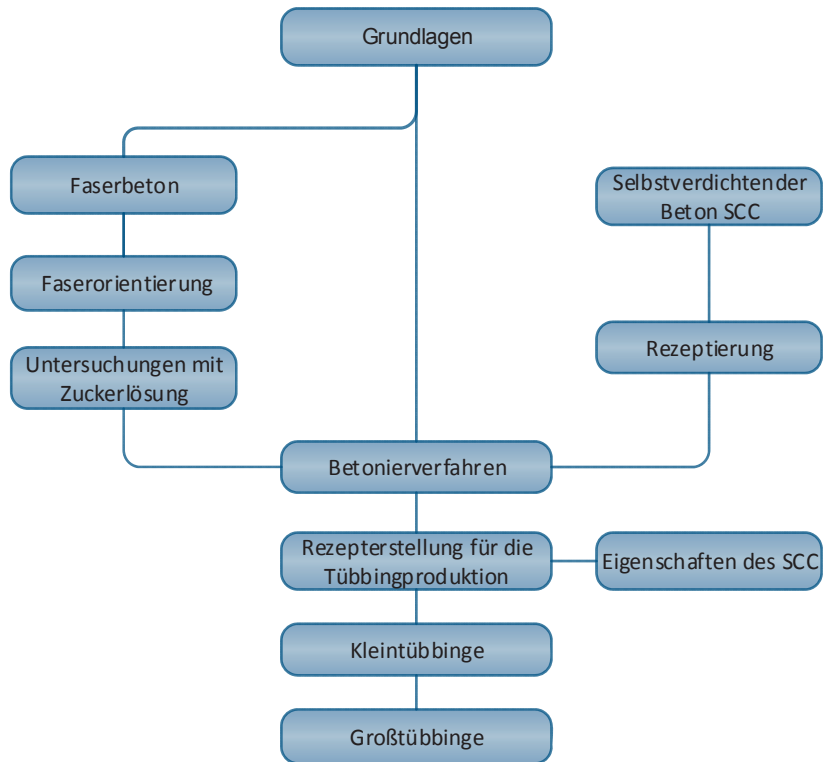 Grundlagen
Faserbeton
Selbstverdichtender
Beton SCC
Faserorientierung
Rezeptierung
Untersuchungen mit
Zuckerlösung
Betonierverfahren
Rezepterstellung für die
Tübbingproduktion
Eigenschaften des SCC
Kleintübbinge
Großtübbinge